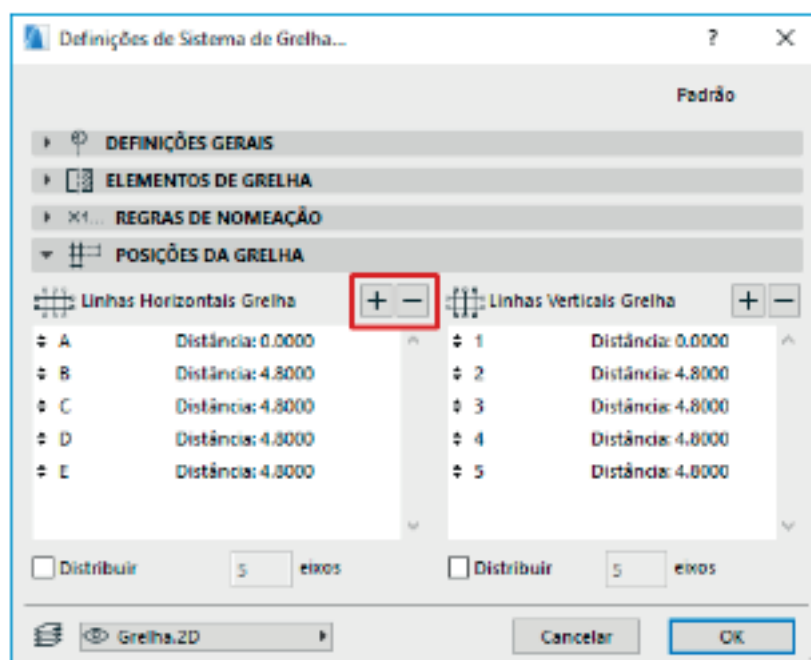 Definições de Sistema de Grelha... ? ×
Padrão
DEFINIÇÕES GERAIS
ELEMENTOS DE GRELHA
×1... REGRAS DE NOMEAÇÃO
POSIÇÕES DA GRELHA
Linhas Horizontais Grelha + −
A Distância: 0.0000
B Distância: 4.8000
C Distância: 4.8000
D Distância: 4.8000
E Distância: 4.8000
Distribuir 5 eixos
Linhas Verticais Grelha + −
1 Distância: 0.0000
2 Distância: 4.8000
3 Distância: 4.8000
4 Distância: 4.8000
5 Distância: 4.8000
Distribuir 5 eixos
Grelha.2D
Cancelar OK